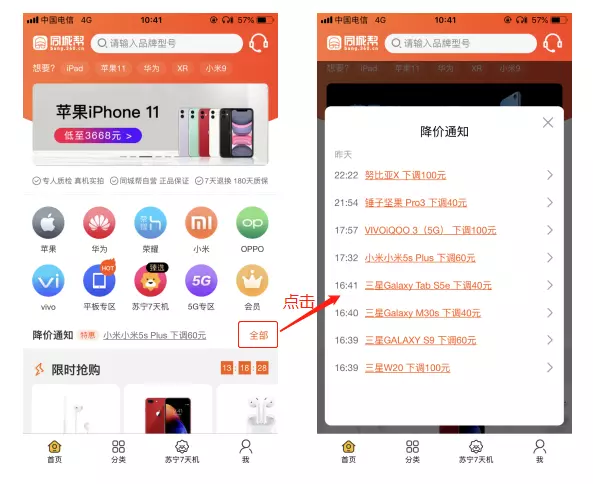 中国电信 4G 10:41 57%
同城帮 请输入品牌型号
bang.360.cn
想要? iPad 苹果11 华为 XR 小米9
苹果iPhone 11
低至3668元 >
专人质检 真机实拍 同城帮自营 正品保证 7天退换 180天质保
苹果 华为 荣耀 小米 OPPO
HOT 臻选
5G
vivo 平板专区 苏宁7天机 5G专区 会员
降价通知 特惠 小米小米5s Plus 下调60元 全部
限时抢购 13:16:28
首页 分类 苏宁7天机 我
点击
中国电信 4G 10:41 57%
同城帮 请输入品牌型号
bang.360.cn
想要? iPad 苹果11 华为 XR 小米9
降价通知
昨天
22:22 努比亚X 下调100元
21:54 锤子坚果 Pro3 下调40元
17:57 VIVOiQOO 3（5G） 下调100元
17:32 小米小米5s Plus 下调60元
16:41 三星Galaxy Tab S5e 下调40元
16:40 三星Galaxy M30s 下调40元
16:39 三星GALAXY S9 下调60元
16:39 三星W20 下调100元
首页 分类 苏宁7天机 我